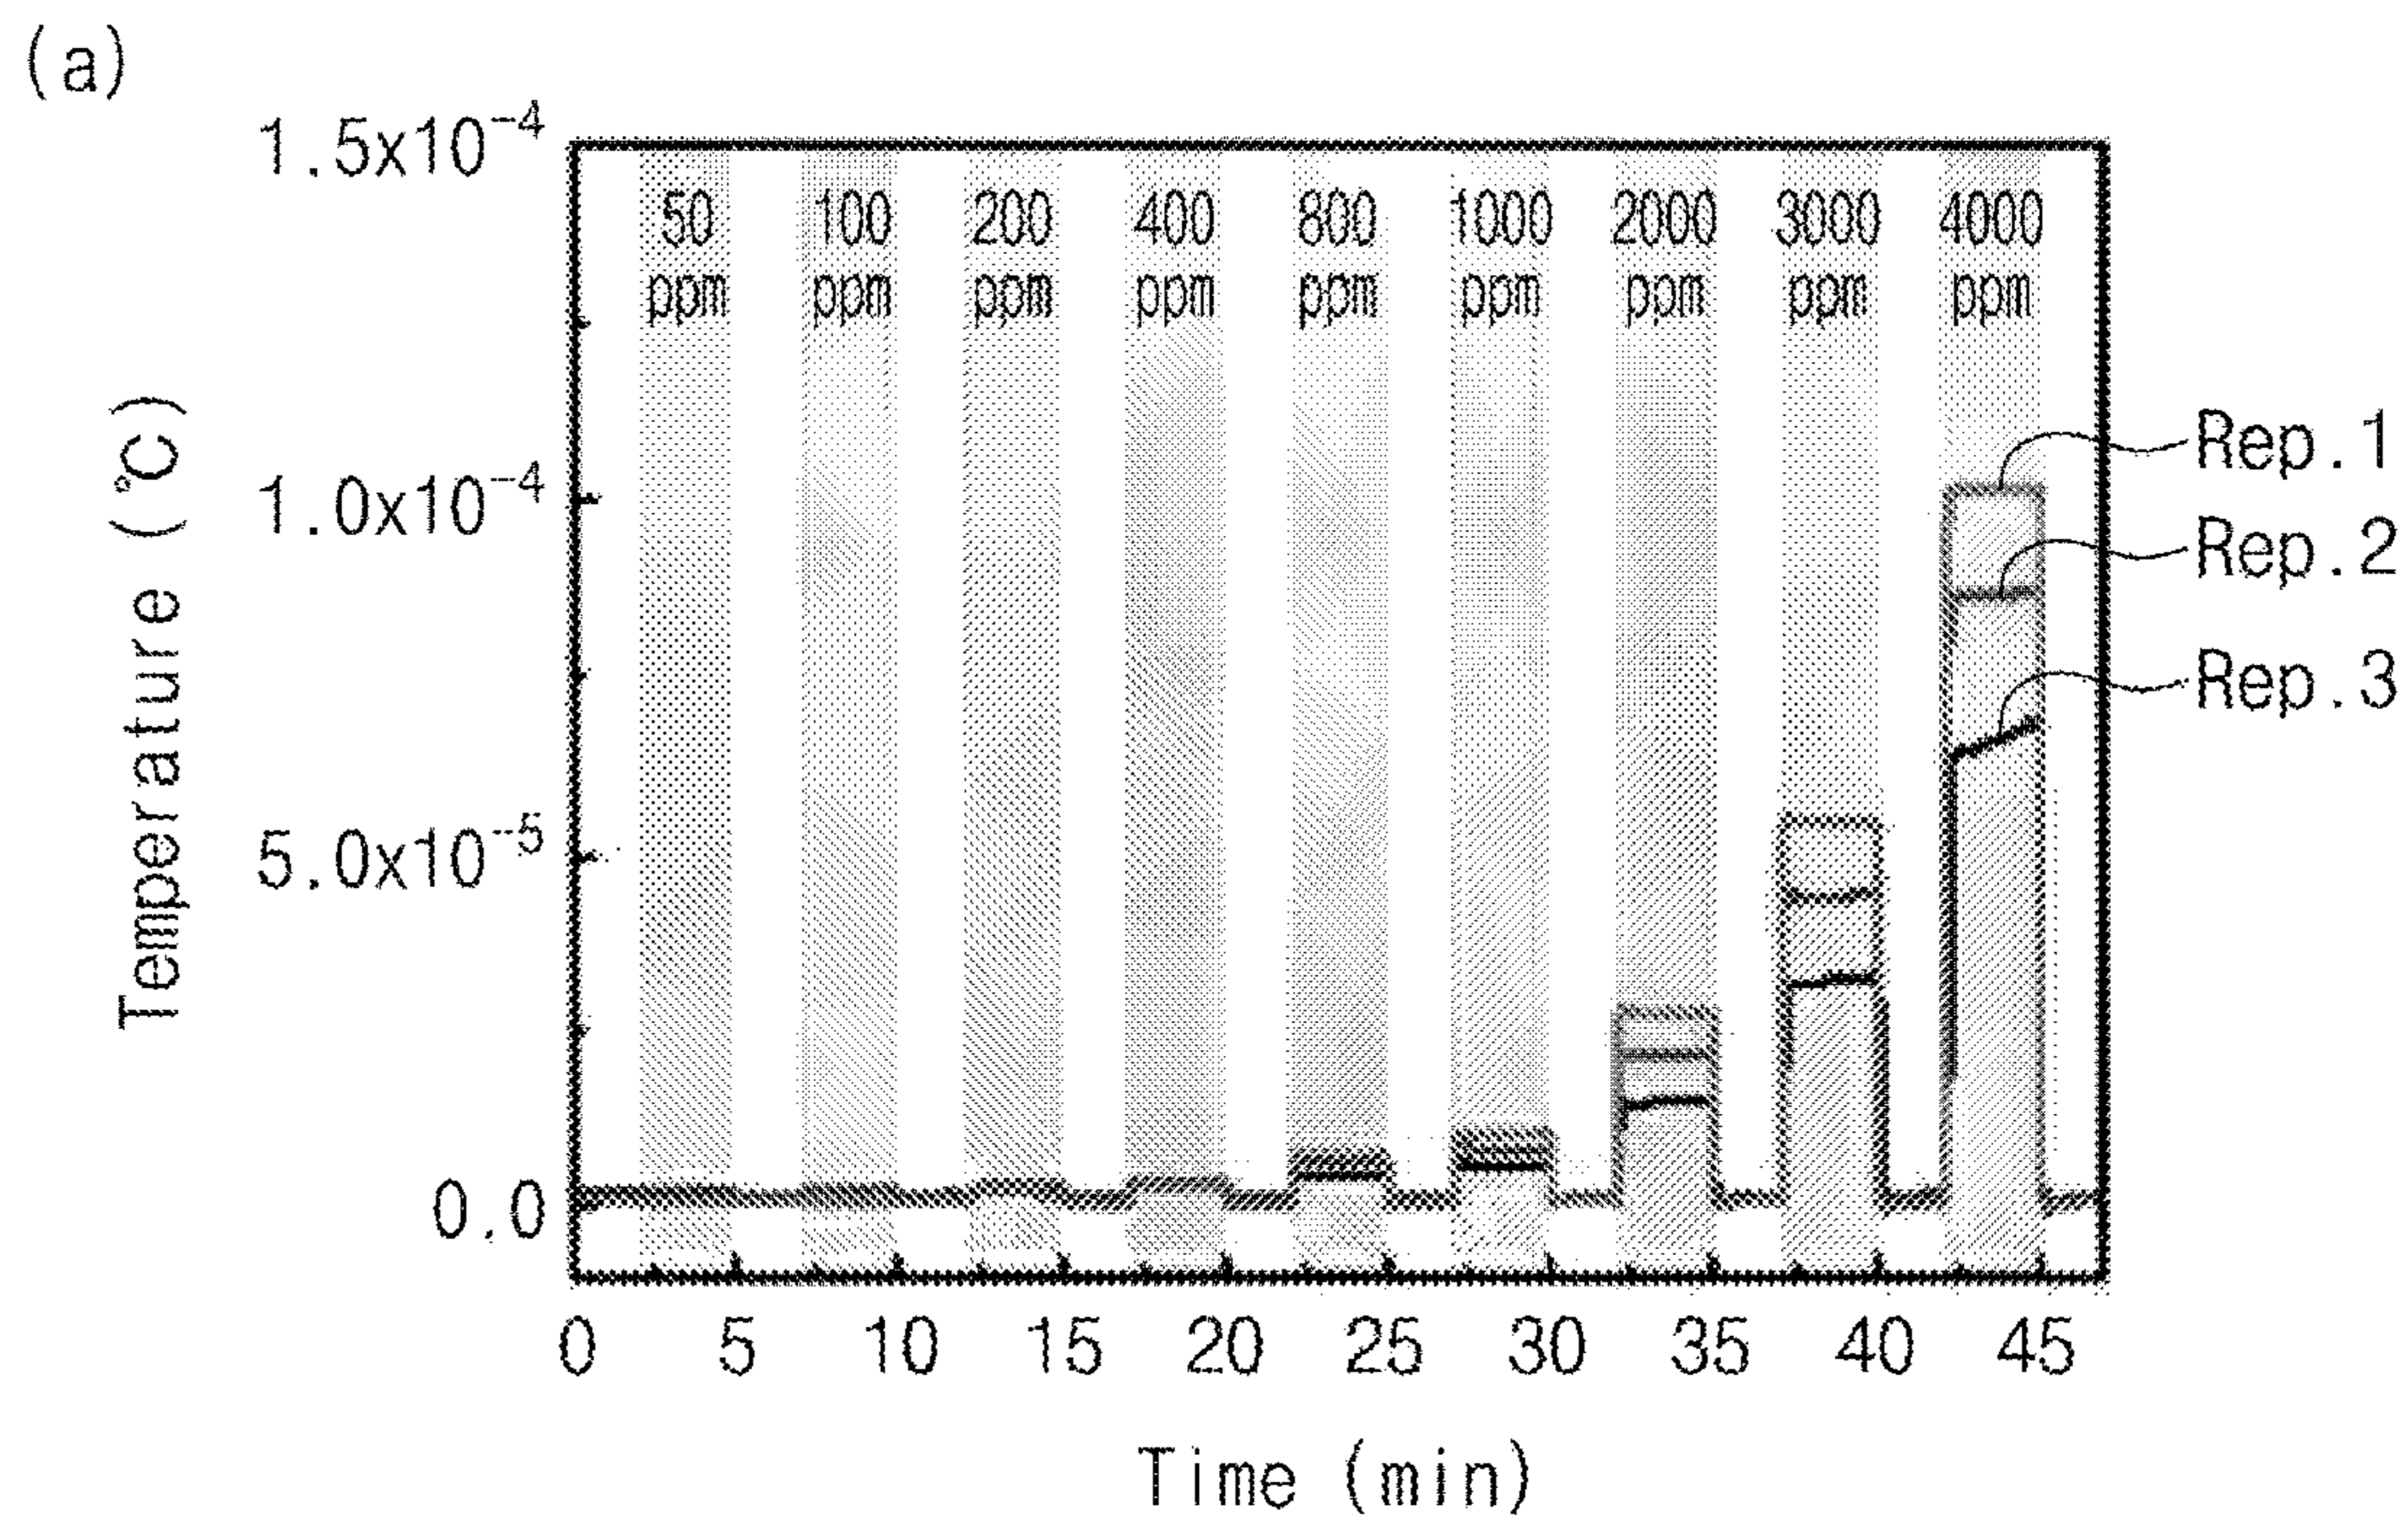 (a)
1.5x10⁻⁴
1.0x10⁻⁴
5.0x10⁻⁵
0.0
Temperature (℃)
50 ppm
100 ppm
200 ppm
400 ppm
800 ppm
1000 ppm
2000 ppm
3000 ppm
4000 ppm
Rep.1
Rep.2
Rep.3
0 5 10 15 20 25 30 35 40 45
Time (min)